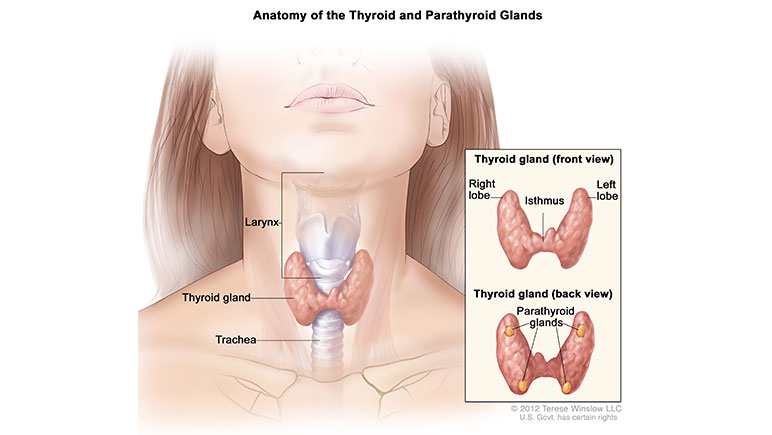 Anatomy of the Thyroid and Parathyroid Glands
Larynx
Thyroid gland
Trachea
Thyroid gland (front view)
Right
lobe
Isthmus
Left
lobe
Thyroid gland (back view)
Parathyroid
glands
© 2012 Terese Winslow LLC
U.S. Govt. has certain rights